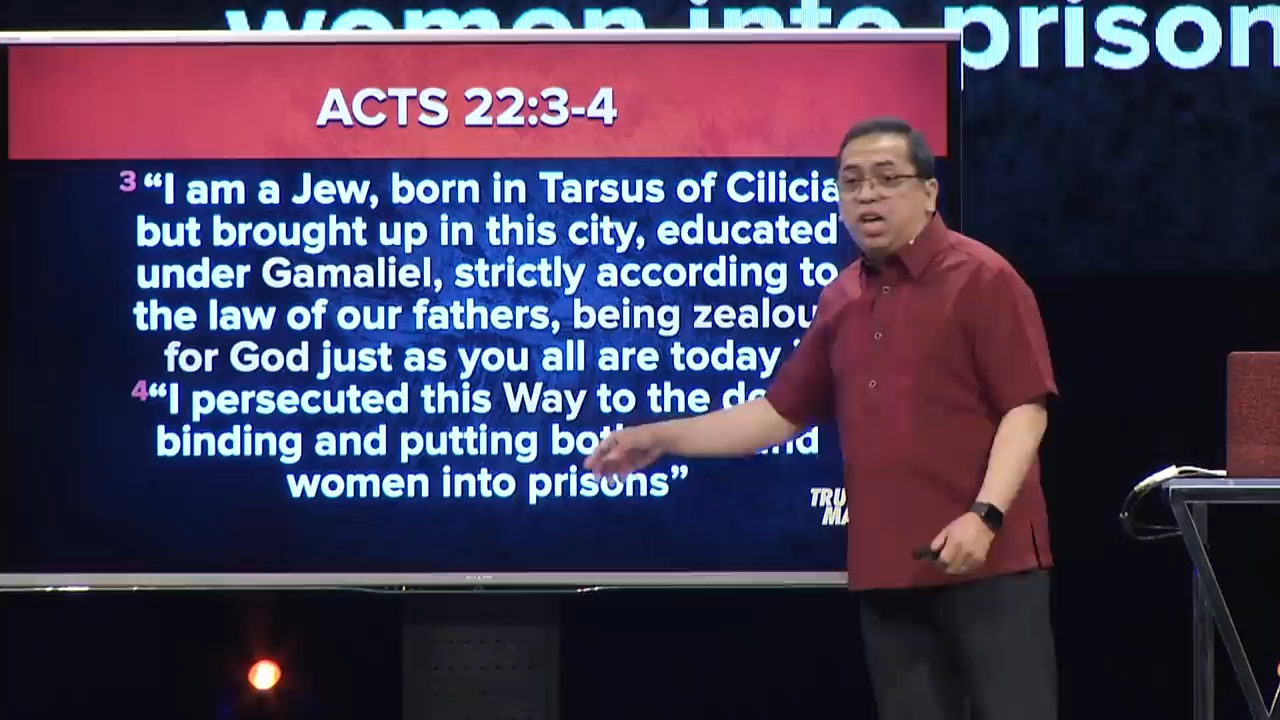 women into prison
ACTS 22:3-4
3 “I am a Jew, born in Tarsus of Cilicia
but brought up in this city, educated
under Gamaliel, strictly according to
the law of our fathers, being zealou
for God just as you all are today
4“I persecuted this Way to the
binding and putting
women into prisons”